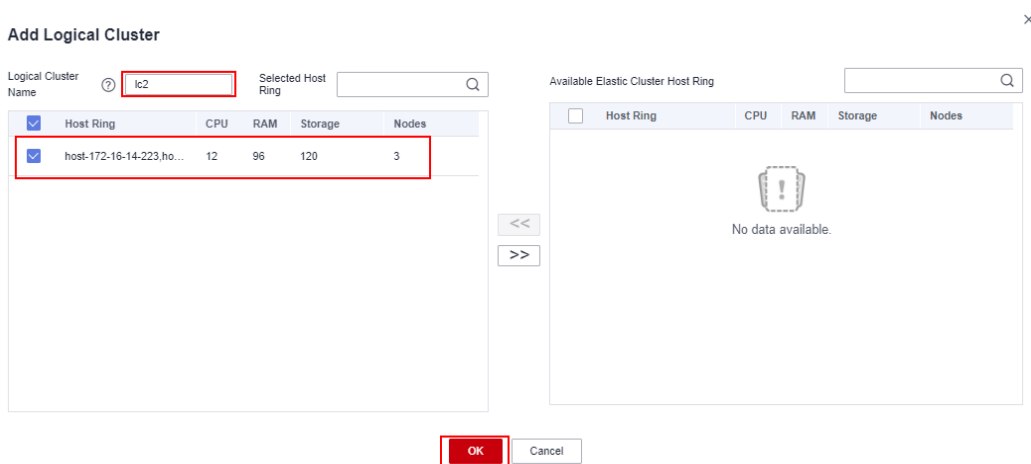 Add Logical Cluster
Logical Cluster Name
lc2
Selected Host Ring
Available Elastic Cluster Host Ring
Host Ring CPU RAM Storage Nodes
host-172-16-14-223,ho... 12 96 120 3
Host Ring CPU RAM Storage Nodes
No data available.
<<
>>
OK Cancel